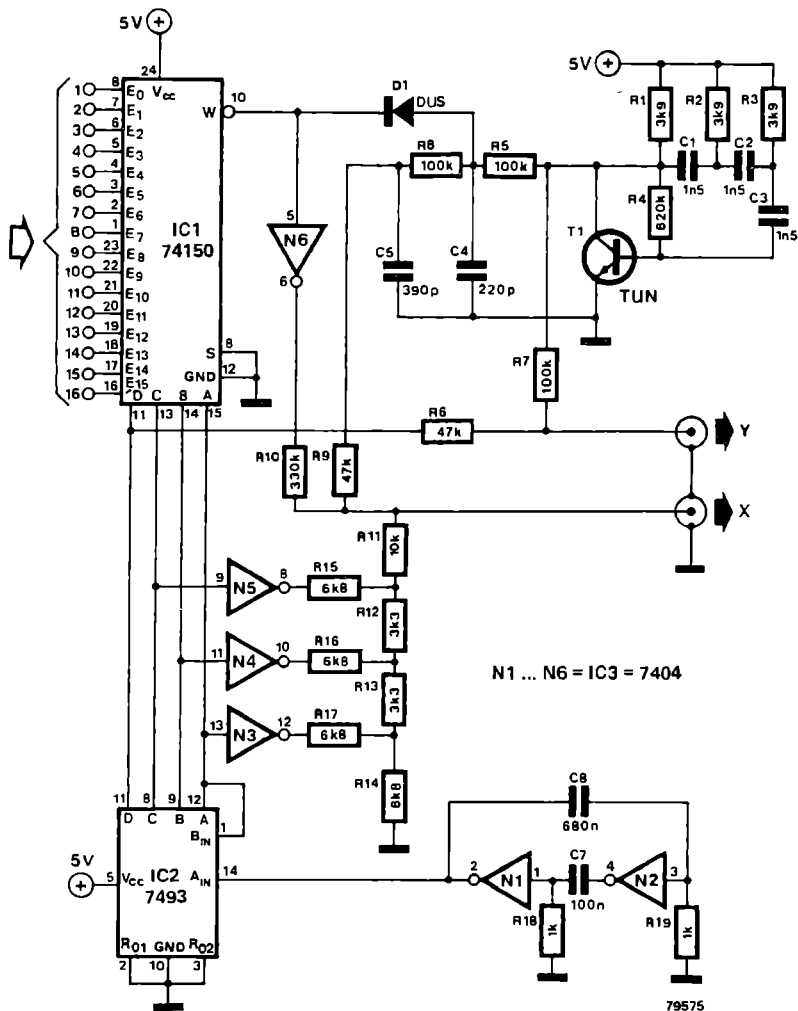 5V
24
VCC
1 8 E0
2 7 E1
3 6 E2
4 5 E3
5 4 E4
6 3 E5
7 2 E6
8 1 E7
9 23 E8
10 22 E9
11 21 E10
12 20 E11
13 19 E12
14 18 E13
15 17 E14
16 16 E15
IC1
74150
W 10
S 8
GND 12
D C B A
11 13 14 15
D1
DUS
5
N6
6
R8
100k
R5
100k
C5
390p
C4
220p
5V
R1
3k9
R2
3k9
R3
3k9
C1
1n5
C2
1n5
C3
1n5
R4
820k
T1
TUN
R7
100k
R6
47k
Y
X
R10
330k
R9
47k
R11
10k
9 N5 8
R15
6k8
R12
3k3
11 N4 10
R16
6k8
R13
3k3
13 N3 12
R17
6k8
R14
6k8
N1 ... N6 = IC3 = 7404
11 8 9 12
D C B A
BIN 1
5V
5 VCC
IC2
7493
AIN 14
R01 GND R02
2 10 3
C8
680n
2 N1 1
C7
100n
4 N2 3
R18
1k
R19
1k
79575